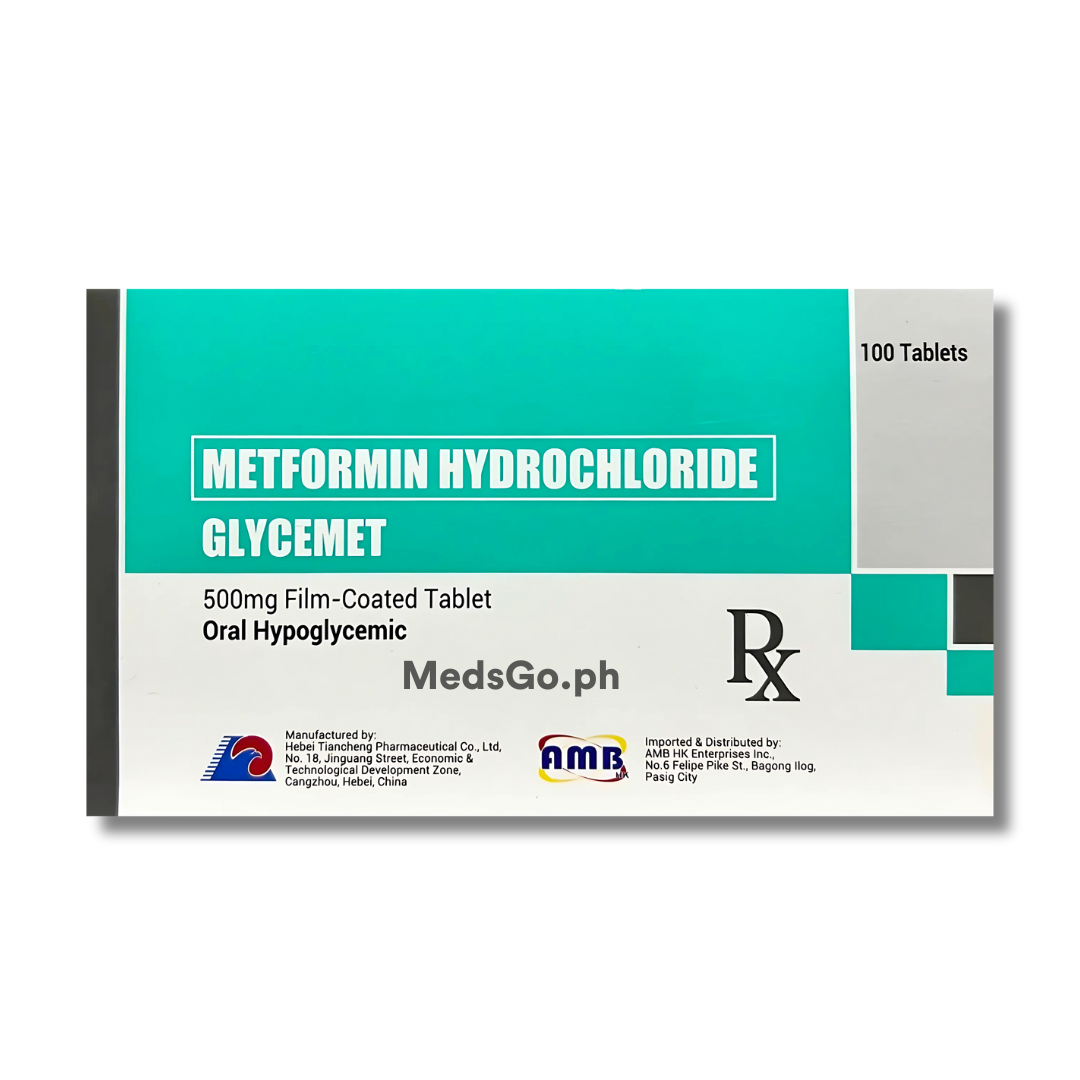 100 Tablets
METFORMIN HYDROCHLORIDE
GLYCEMET
500mg Film-Coated Tablet
Oral Hypoglycemic
Rx
MedsGo.ph
Manufactured by:
Hebei Tiancheng Pharmaceutical Co., Ltd,
No. 18, Jinguang Street, Economic &
Technological Development Zone,
Cangzhou, Hebei, China
AMB
HK
Imported & Distributed by:
AMB HK Enterprises Inc.,
No.6 Felipe Pike St., Bagong Ilog,
Pasig City